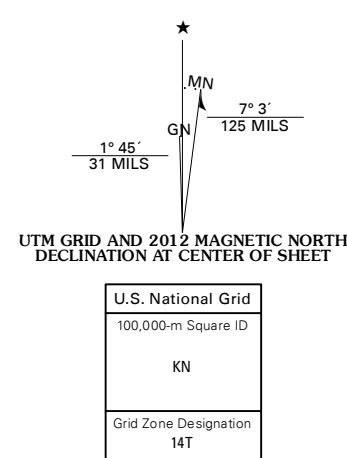 ★
MN
GN
7° 3´
125 MILS
1° 45´
31 MILS
UTM GRID AND 2012 MAGNETIC NORTH
DECLINATION AT CENTER OF SHEET
U.S. National Grid
100,000-m Square ID
KN
Grid Zone Designation
14T